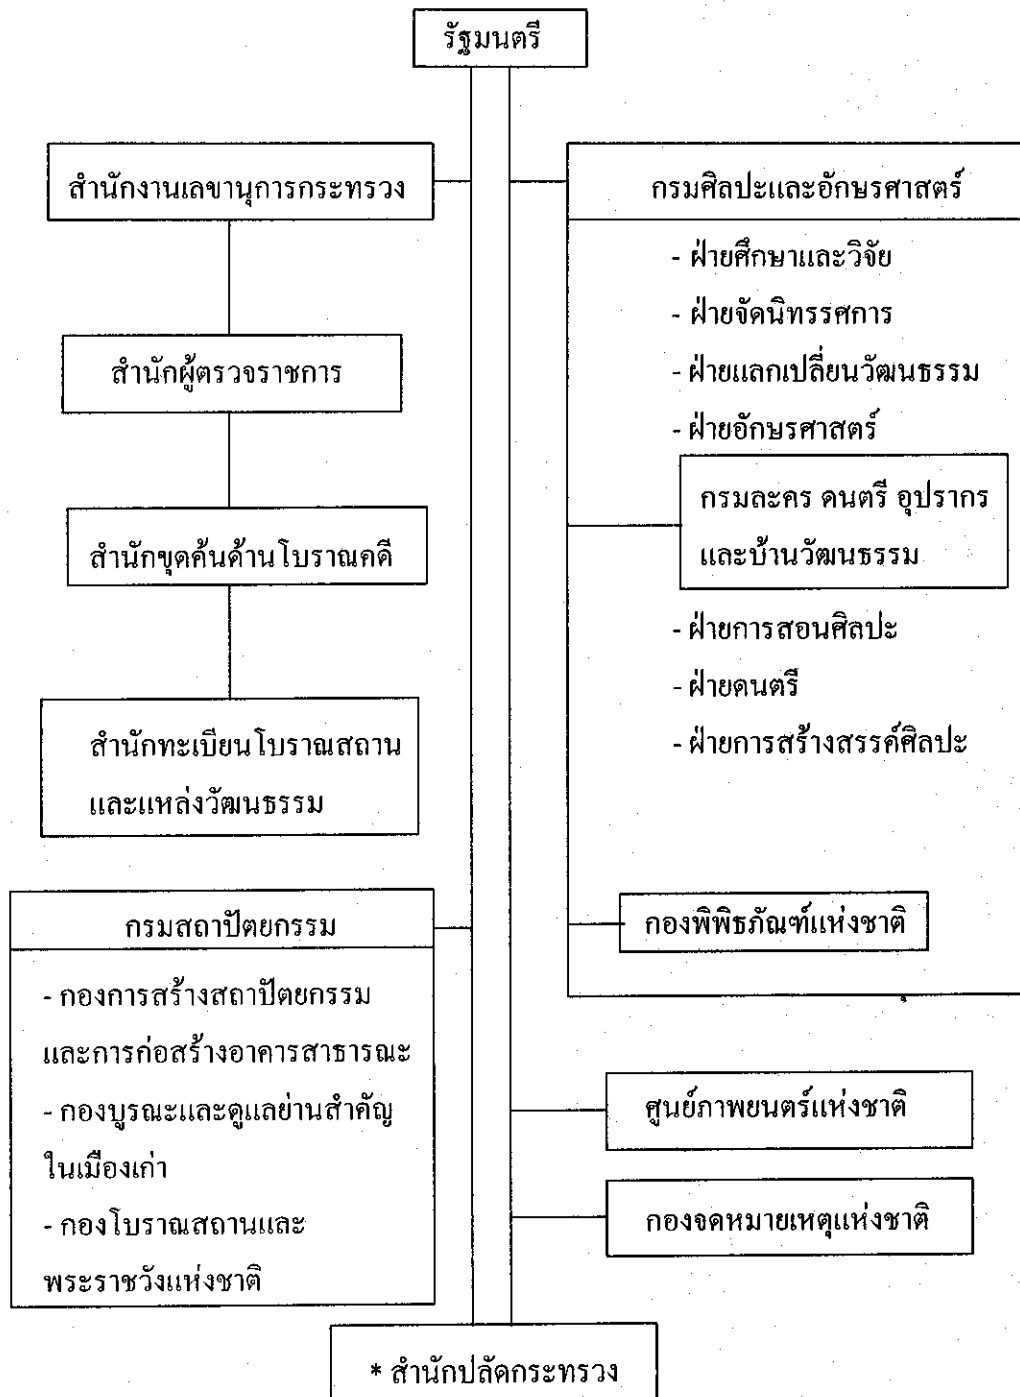 รัฐมนตรี
สำนักงานเลขานุการกระทรวง
สำนักผู้ตรวจราชการ
สำนักขุดค้นด้านโบราณคดี
สำนักทะเบียนโบราณสถาน
และแหล่งวัฒนธรรม
กรมสถาปัตยกรรม
- กองการสร้างสถาปัตยกรรม
และการก่อสร้างอาคารสาธารณะ
- กองบูรณะและดูแลย่านสำคัญ
ในเมืองเก่า
- กองโบราณสถานและ
พระราชวังแห่งชาติ
กรมศิลปะและอักษรศาสตร์
- ฝ่ายศึกษาและวิจัย
- ฝ่ายจัดนิทรรศการ
- ฝ่ายแลกเปลี่ยนวัฒนธรรม
- ฝ่ายอักษรศาสตร์
กรมละคร ดนตรี อุปรากร
และบ้านวัฒนธรรม
- ฝ่ายการสอนศิลปะ
- ฝ่ายดนตรี
- ฝ่ายการสร้างสรรค์ศิลปะ
กองพิพิธภัณฑ์แห่งชาติ
ศูนย์ภาพยนตร์แห่งชาติ
กองจดหมายเหตุแห่งชาติ
* สำนักปลัดกระทรวง